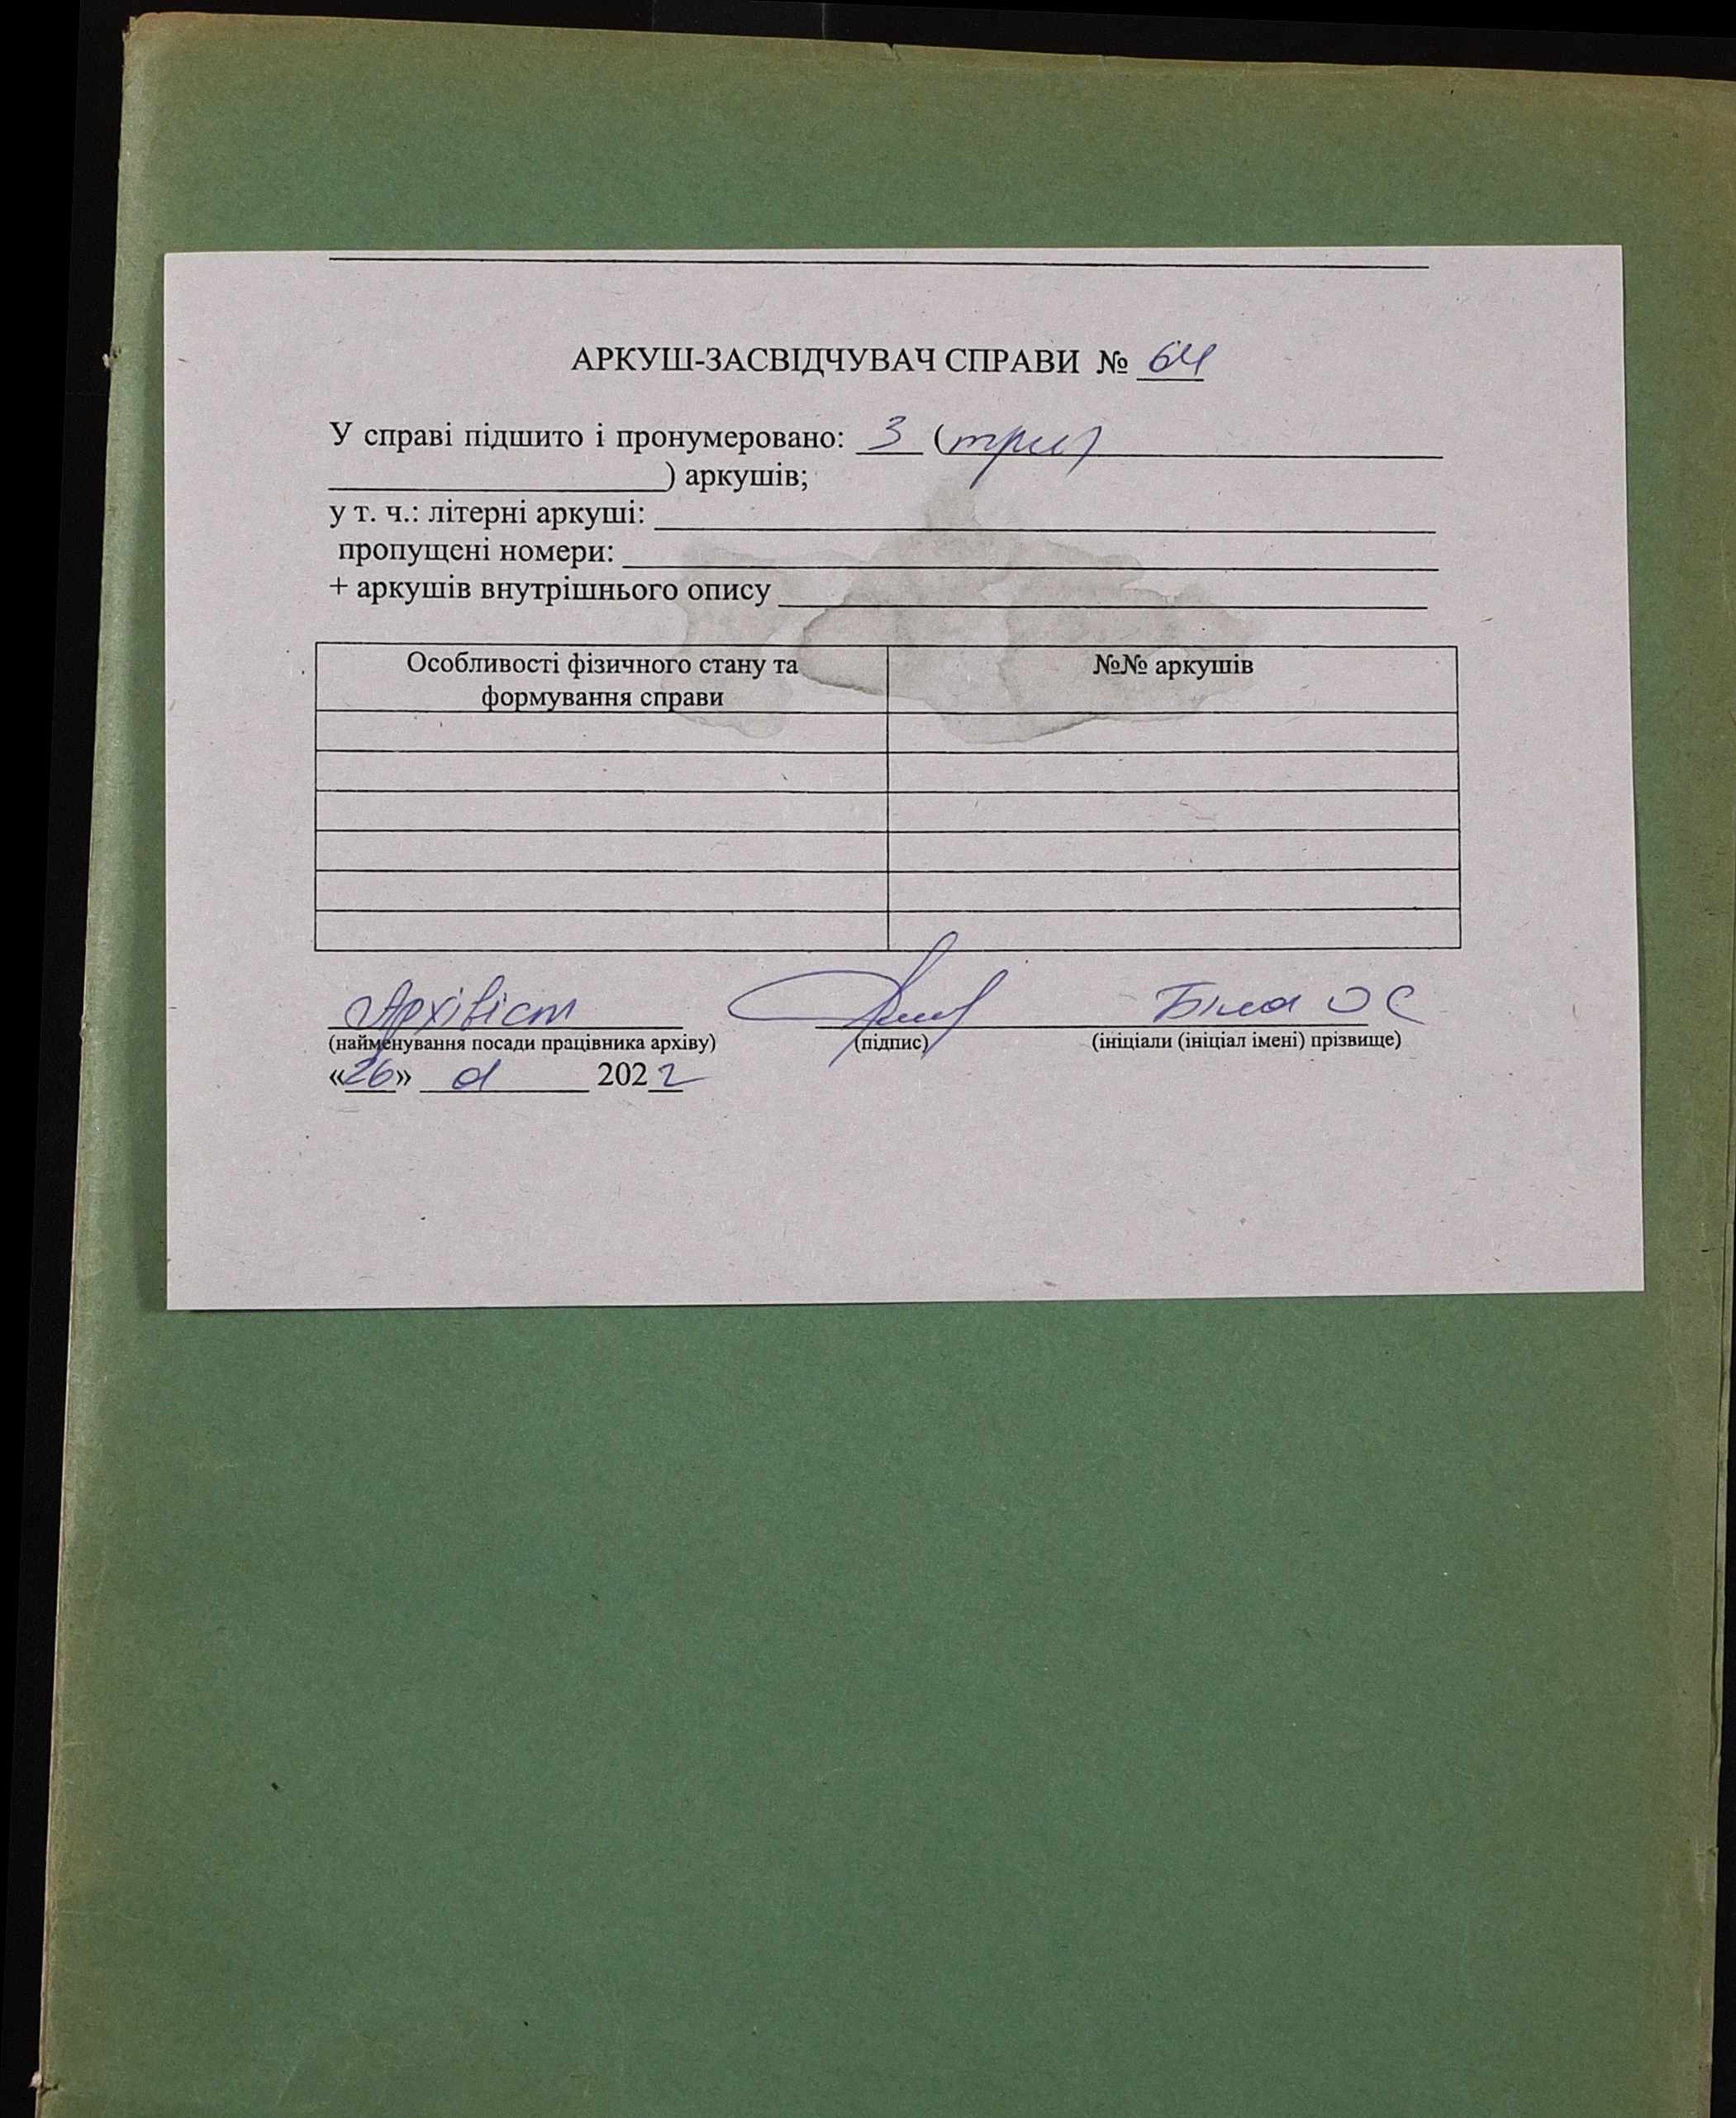 АРКУШ-ЗАСВІДЧУВАЧ СПРАВИ № 64
У справі підшито і пронумеровано: 3 (три)
) аркушів;
у т. ч.: літерні аркуші:
пропущені номери:
+ аркушів внутрішнього опису
Особливості фізичного стану та
формування справи
№№ аркушів
Архівіст Біла О С
(найменування посади працівника архіву) (підпис) (ініціали (ініціал імені) прізвище)
«26» 2022